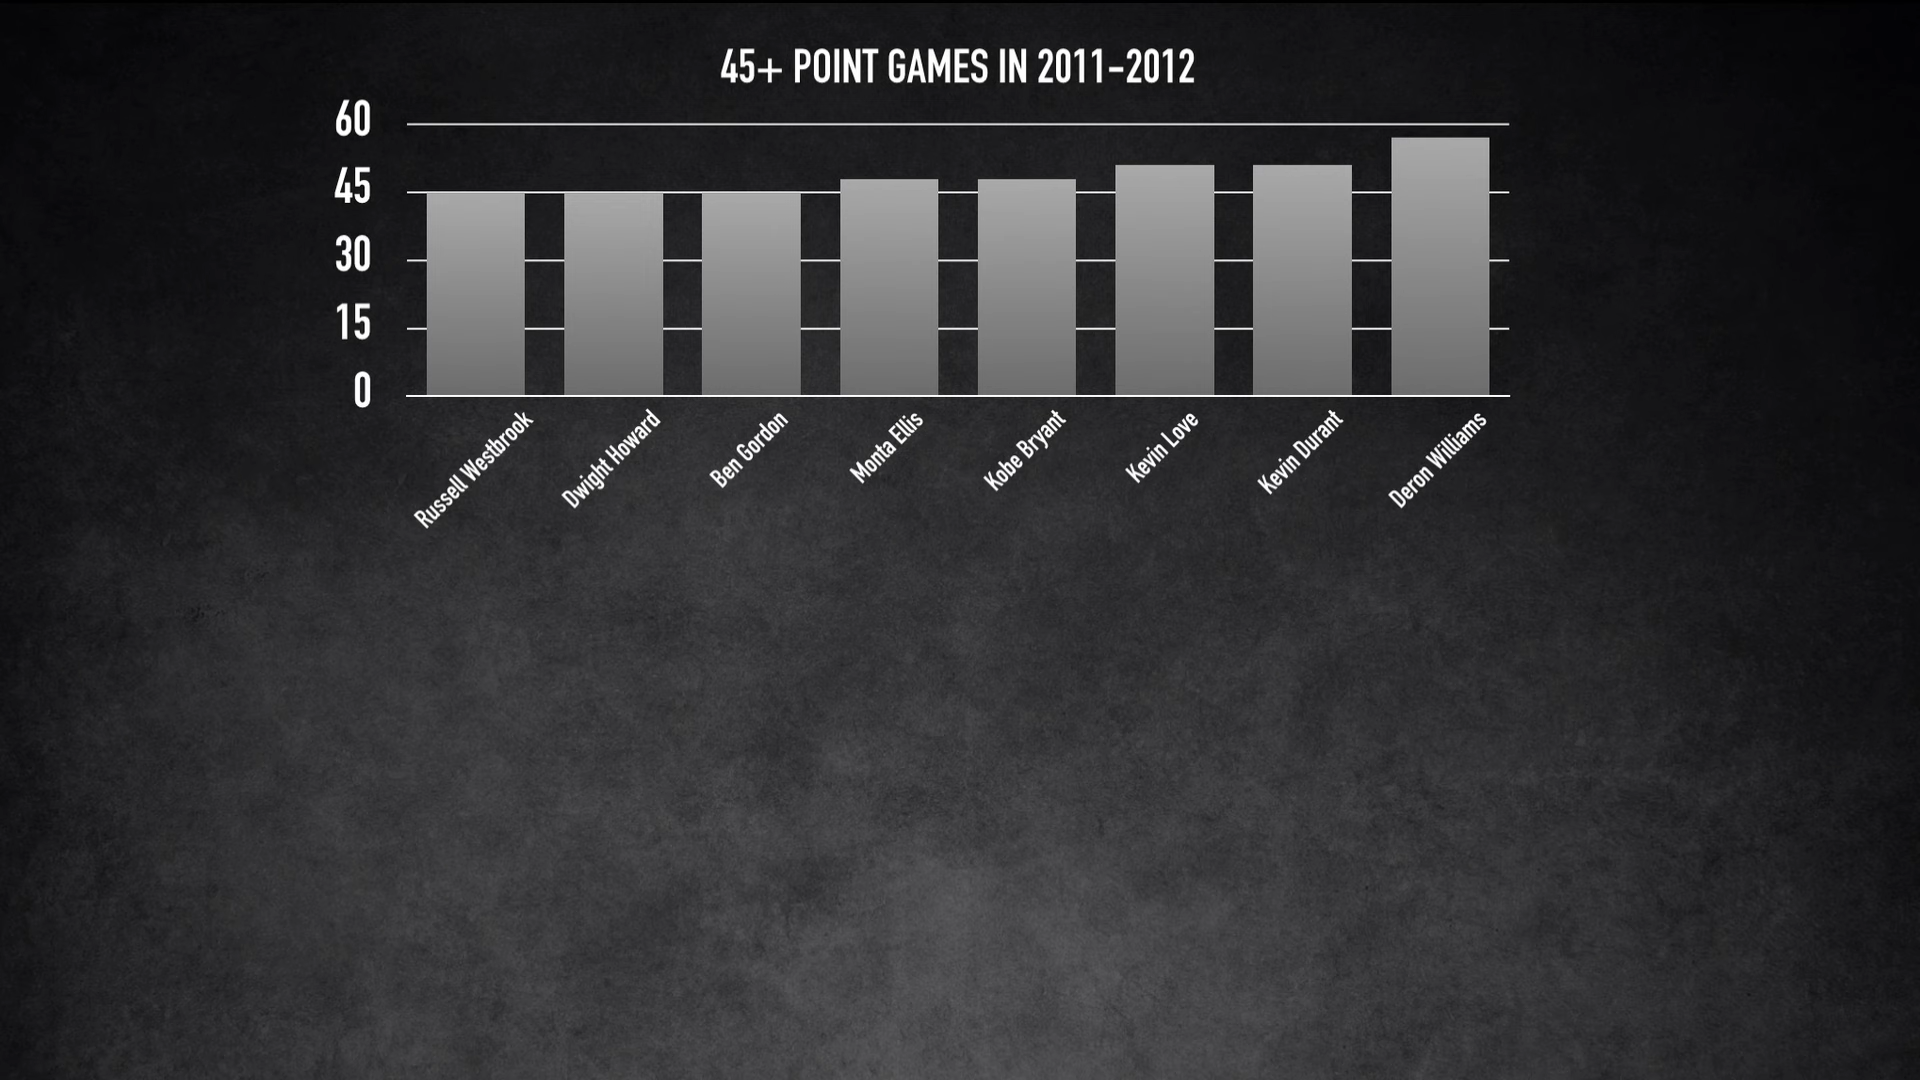 45+ POINT GAMES IN 2011-2012
60
45
30
15
0
Russell Westbrook
Dwight Howard
Ben Gordon
Monta Ellis
Kobe Bryant
Kevin Love
Kevin Durant
Deron Williams